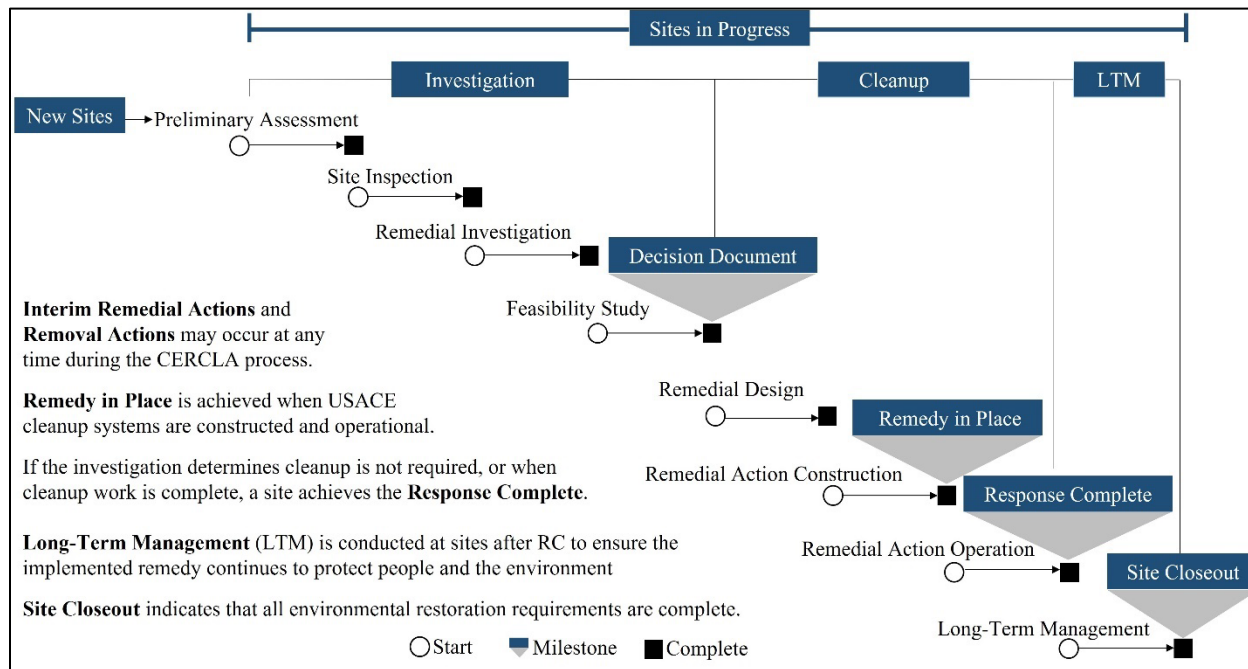 Sites in Progress
Investigation
Cleanup
LTM
New Sites
Preliminary Assessment
Site Inspection
Remedial Investigation
Decision Document
Feasibility Study
Interim Remedial Actions and
Removal Actions may occur at any
time during the CERCLA process.
Remedial Design
Remedy in Place is achieved when USACE
cleanup systems are constructed and operational.
Remedy in Place
If the investigation determines cleanup is not required, or when
cleanup work is complete, a site achieves the Response Complete.
Remedial Action Construction
Response Complete
Long-Term Management (LTM) is conducted at sites after RC to ensure the
implemented remedy continues to protect people and the environment
Remedial Action Operation
Site Closeout
Site Closeout indicates that all environmental restoration requirements are complete.
Long-Term Management
Start
Milestone
Complete